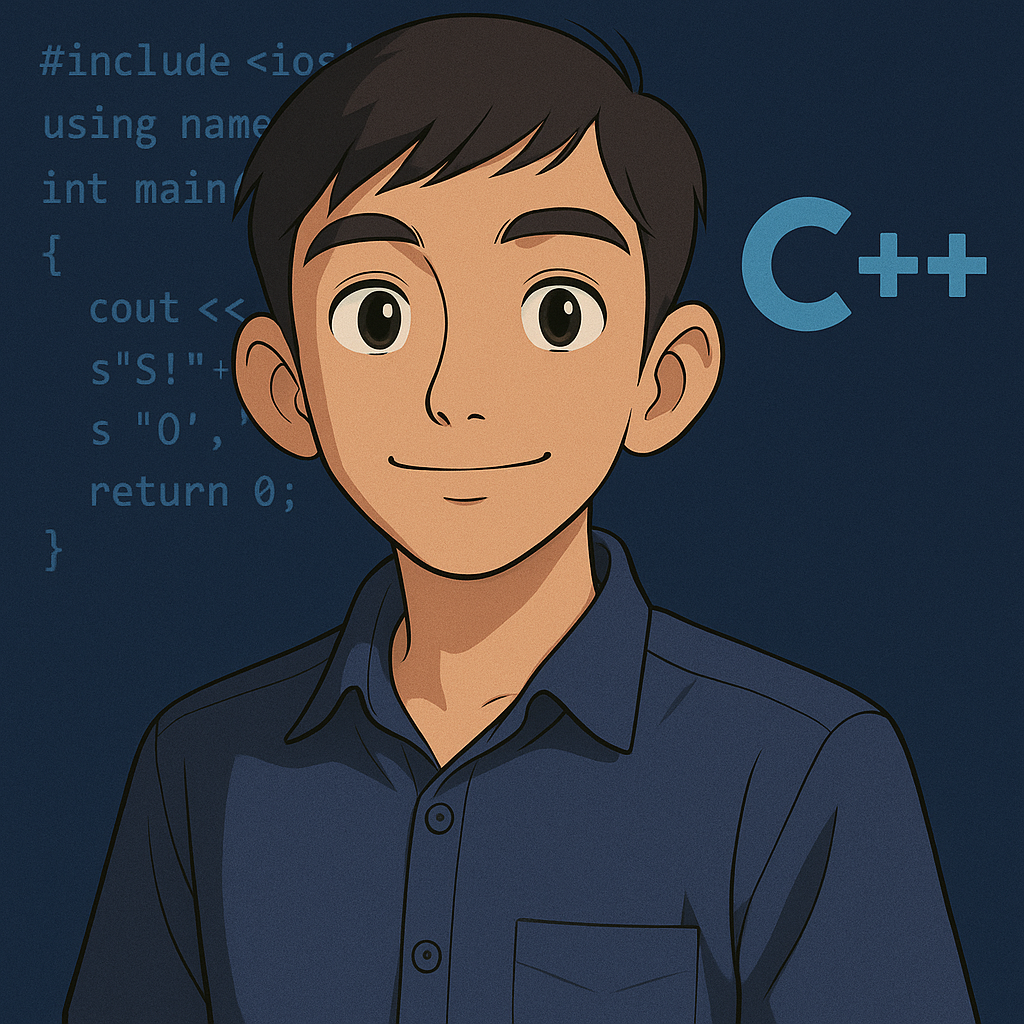 #include <ios
using name
int main(
{
cout <<
s"S!"+
s "O','
return 0;
}
C++